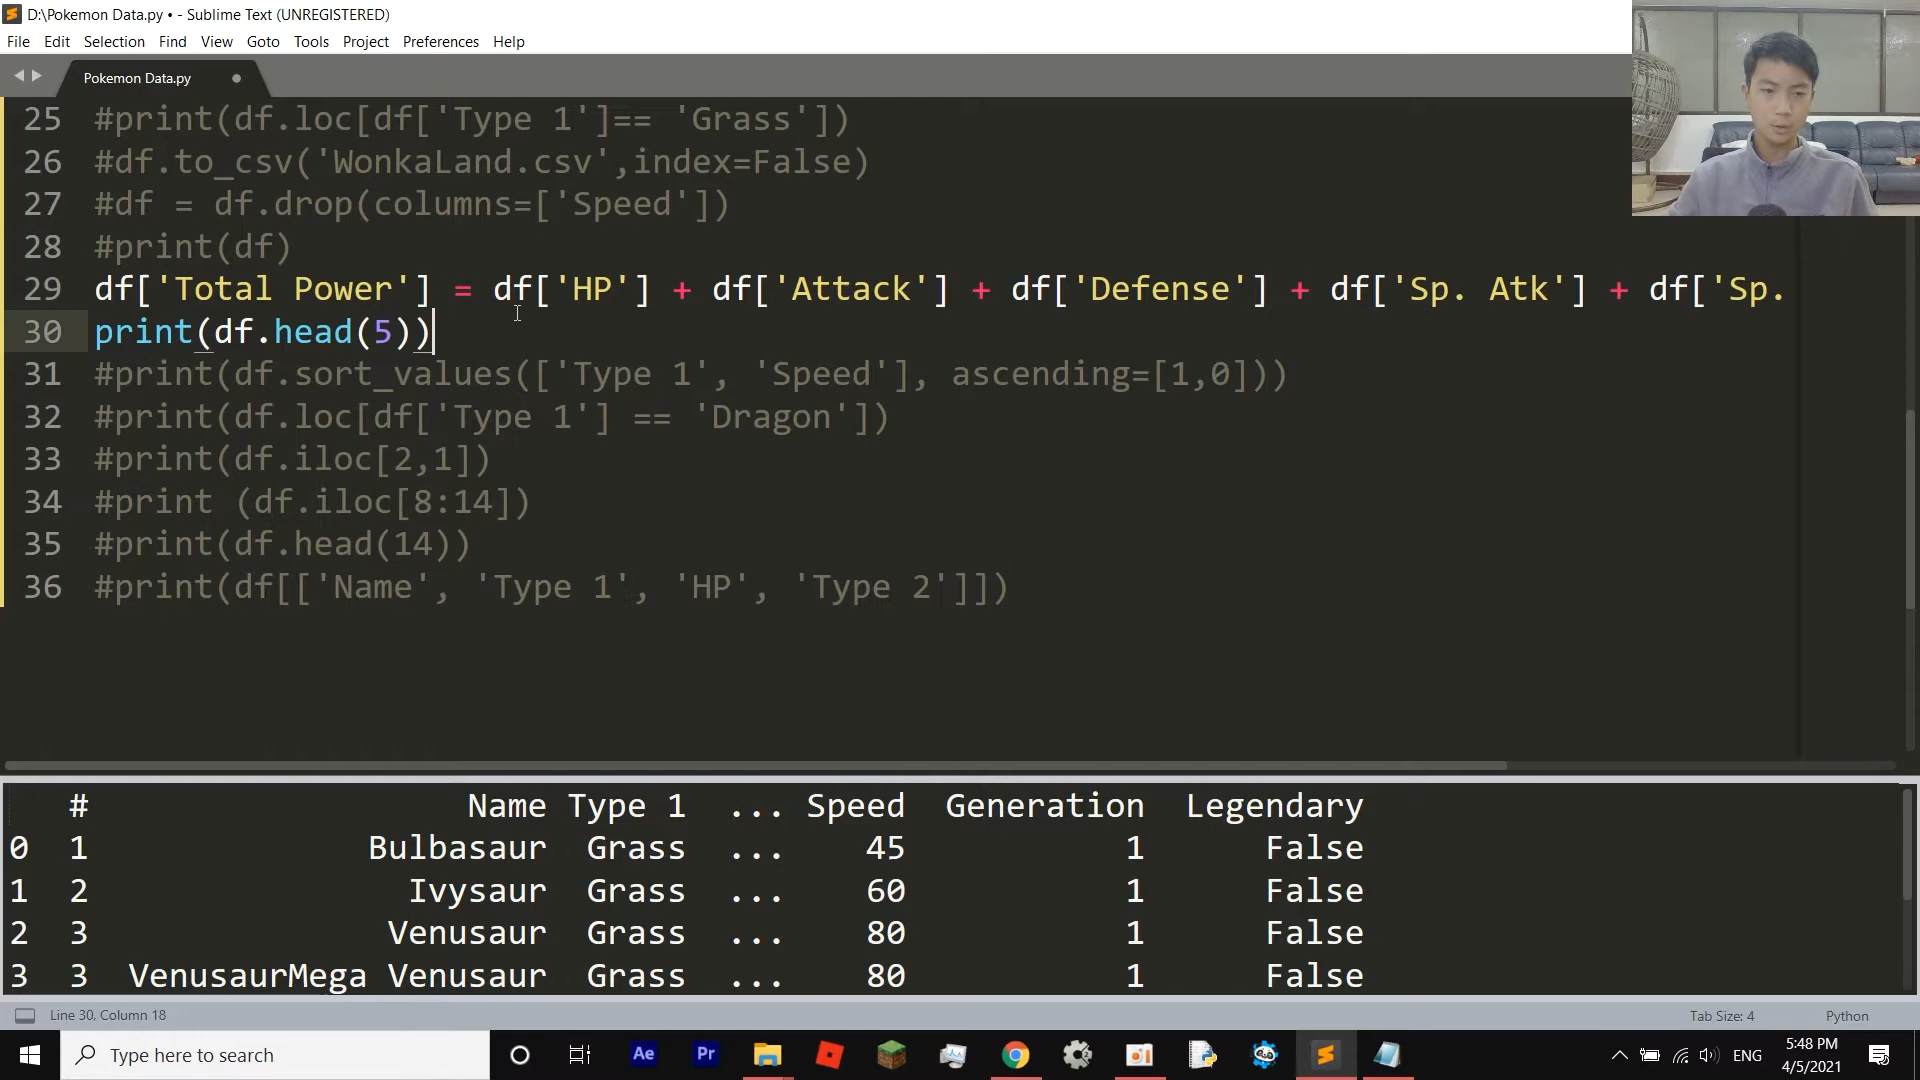 D:\Pokemon Data.py • - Sublime Text (UNREGISTERED)
File Edit Selection Find View Goto Tools Project Preferences Help
Pokemon Data.py
25 #print(df.loc[df['Type 1']== 'Grass'])
26 #df.to_csv('WonkaLand.csv',index=False)
27 #df = df.drop(columns=['Speed'])
28 #print(df)
29 df['Total Power'] = df['HP'] + df['Attack'] + df['Defense'] + df['Sp. Atk'] + df['Sp.
30 print(df.head(5))
31 #print(df.sort_values(['Type 1', 'Speed'], ascending=[1,0]))
32 #print(df.loc[df['Type 1'] == 'Dragon'])
33 #print(df.iloc[2,1])
34 #print (df.iloc[8:14])
35 #print(df.head(14))
36 #print(df[['Name', 'Type 1', 'HP', 'Type 2']])
# Name Type 1 ... Speed Generation Legendary
0 1 Bulbasaur Grass ... 45 1 False
1 2 Ivysaur Grass ... 60 1 False
2 3 Venusaur Grass ... 80 1 False
3 3 VenusaurMega Venusaur Grass ... 80 1 False
Line 30, Column 18 Tab Size: 4 Python
Type here to search Ae Pr ENG 5:48 PM
4/5/2021